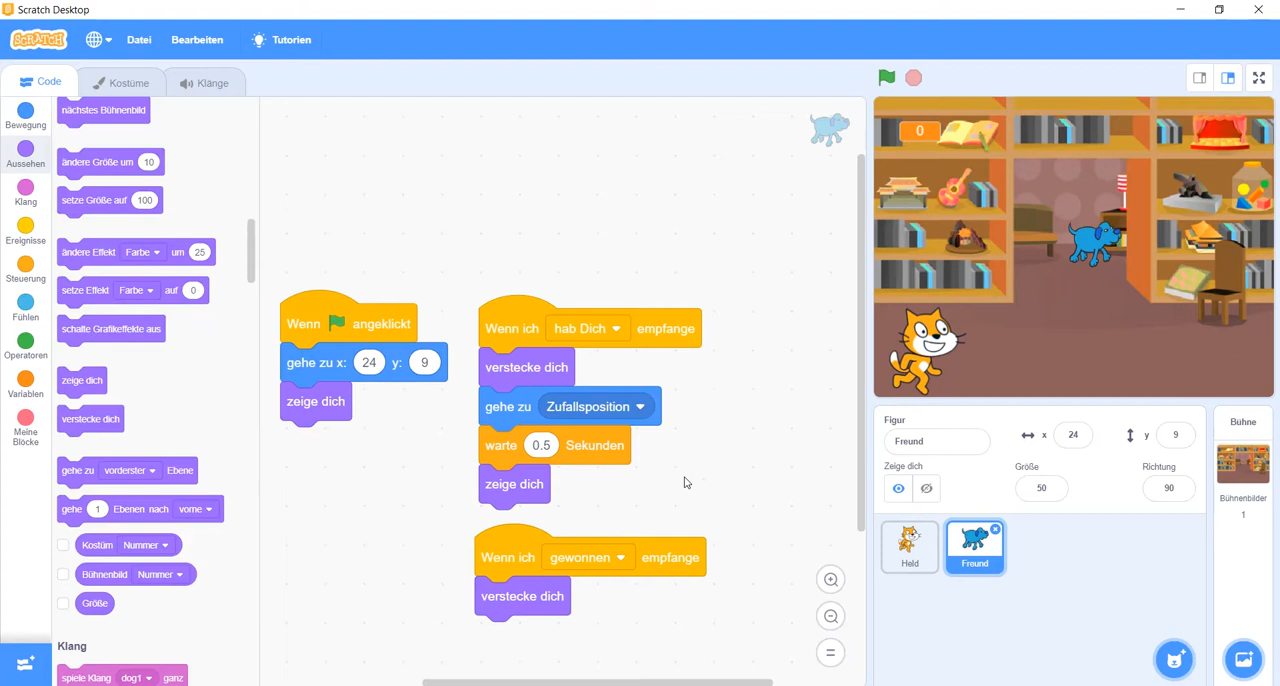 Scratch Desktop
SCRATCH
Datei
Bearbeiten
Tutorien
Code
Kostüme
Klänge
Bewegung
Aussehen
Klang
Ereignisse
Steuerung
Fühlen
Operatoren
Variablen
Meine
Blöcke
nächstes Bühnenbild
ändere Größe um 10
setze Größe auf 100
ändere Effekt Farbe um 25
setze Effekt Farbe auf 0
schalte Grafikeffekte aus
zeige dich
verstecke dich
gehe zu vorderster Ebene
gehe 1 Ebenen nach vorne
Kostüm Nummer
Bühnenbild Nummer
Größe
Klang
spiele Klang dog1 ganz
Wenn angeklickt
gehe zu x: 24 y: 9
zeige dich
Wenn ich hab Dich empfange
verstecke dich
gehe zu Zufallsposition
warte 0.5 Sekunden
zeige dich
Wenn ich gewonnen empfange
verstecke dich
0
Figur
Freund
x 24
y 9
Zeige dich
Größe
50
Richtung
90
Held
Freund
Bühne
Bühnenbilder
1